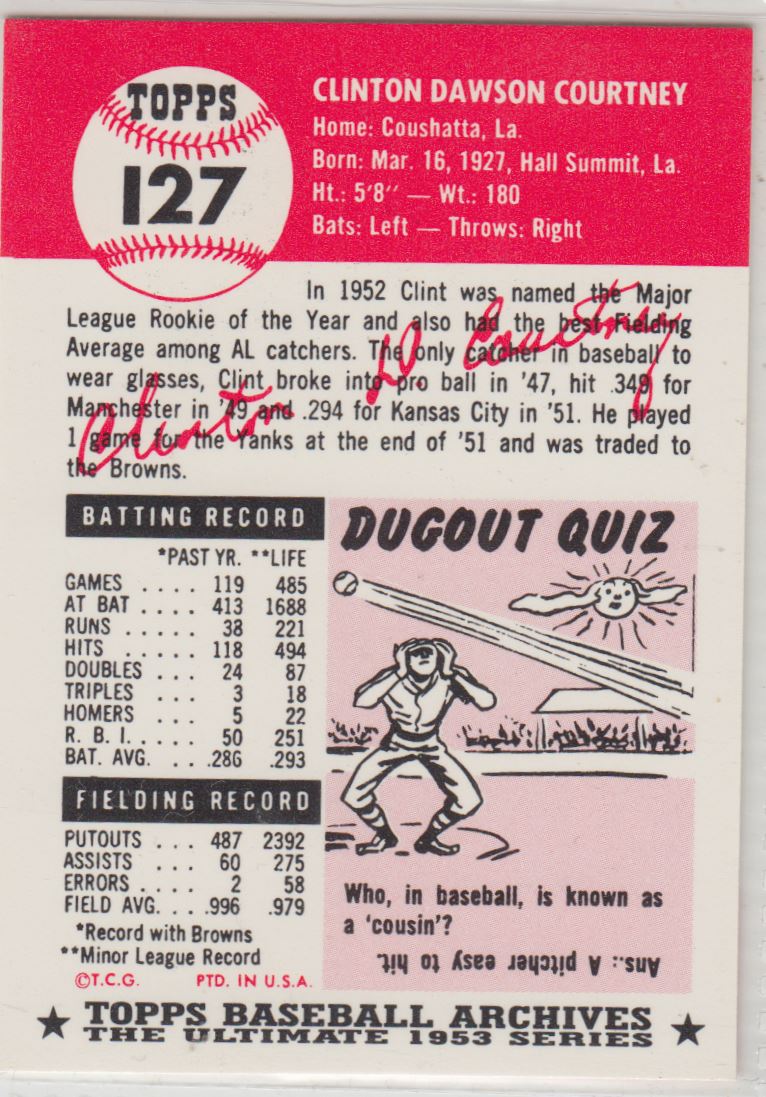 TOPPS
127
CLINTON DAWSON COURTNEY
Home: Coushatta, La.
Born: Mar. 16, 1927, Hall Summit, La.
Ht.: 5'8" — Wt.: 180
Bats: Left — Throws: Right
In 1952 Clint was named the Major
League Rookie of the Year and also had the best Fielding
Average among AL catchers. The only catcher in baseball to
wear glasses, Clint broke into pro ball in '47, hit .349 for
Manchester in '49 and .294 for Kansas City in '51. He played
1 game for the Yanks at the end of '51 and was traded to
the Browns.
Clinton D. Courtney
BATTING RECORD
*PAST YR. **LIFE
GAMES .... 119 485
AT BAT .... 413 1688
RUNS ..... 38 221
HITS ..... 118 494
DOUBLES ... 24 87
TRIPLES ... 3 18
HOMERS ... 5 22
R. B. I. .... 50 251
BAT. AVG. ... .286 .293
FIELDING RECORD
PUTOUTS ... 487 2392
ASSISTS ... 60 275
ERRORS .... 2 58
FIELD AVG. ... .996 .979
*Record with Browns
**Minor League Record
©T.C.G. PTD. IN U.S.A.
DUGOUT QUIZ
Who, in baseball, is known as
a 'cousin'?
Ans.: A pitcher easy to hit.
★ TOPPS BASEBALL ARCHIVES ★
THE ULTIMATE 1953 SERIES